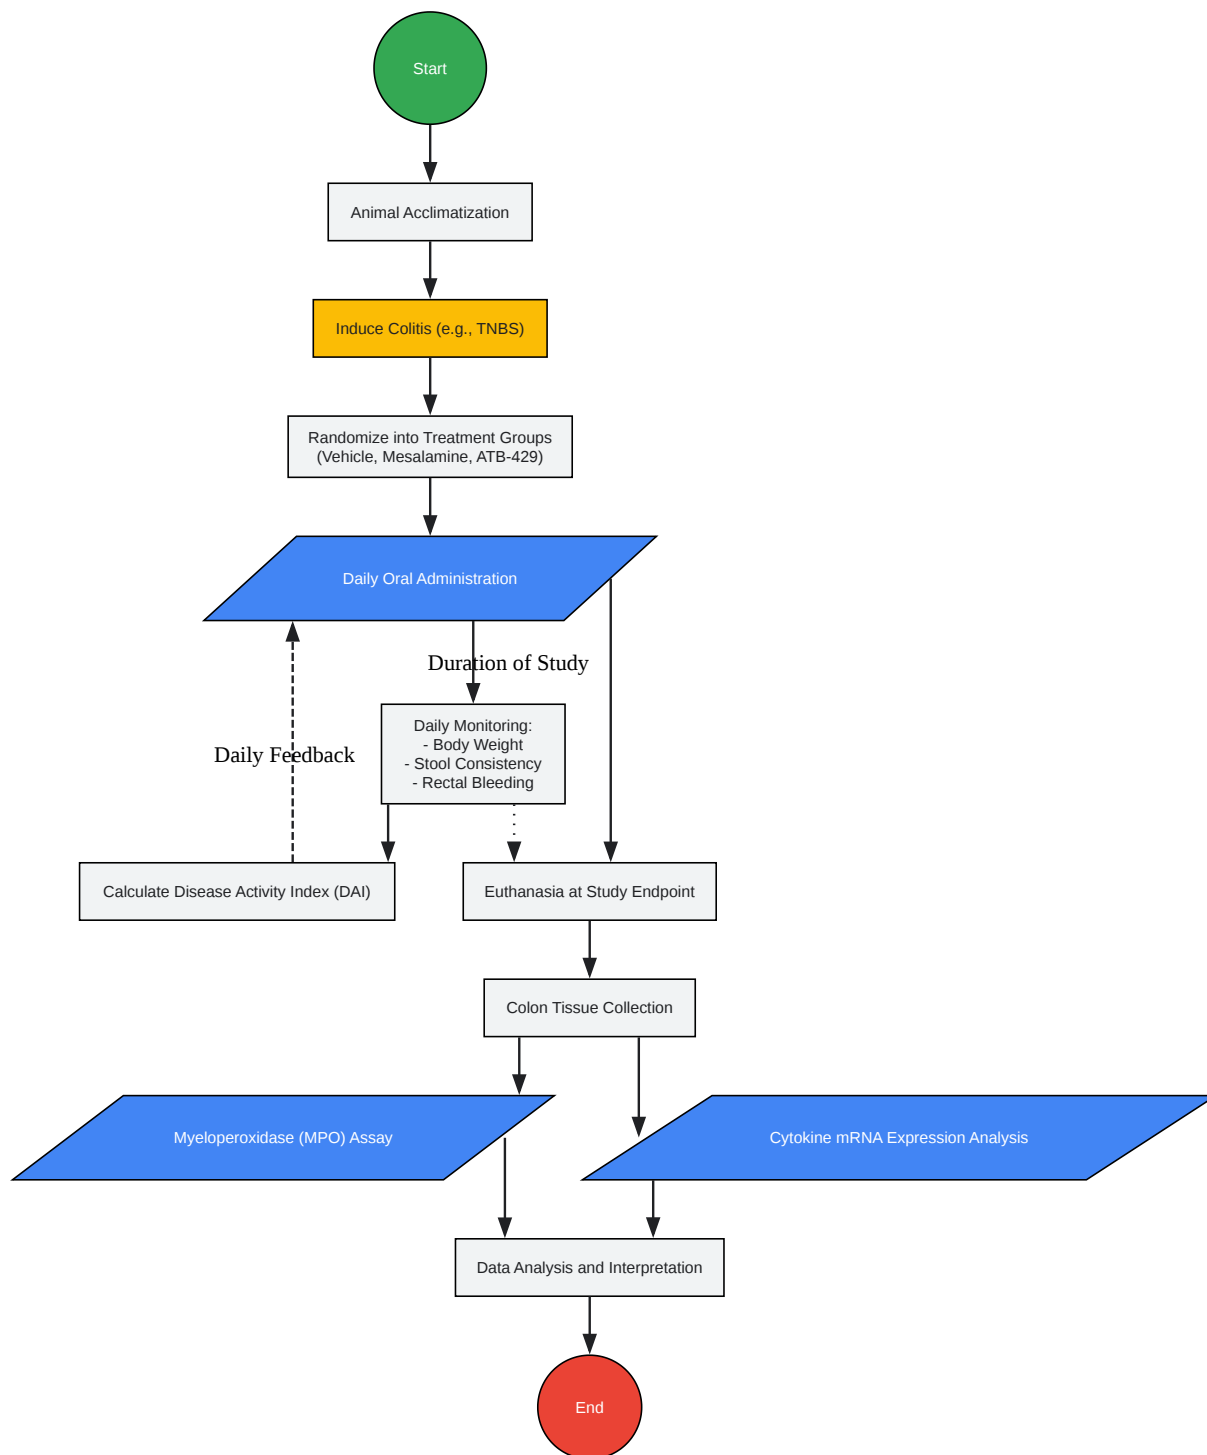 Start
Animal Acclimatization
Induce Colitis (e.g., TNBS)
Randomize into Treatment Groups
(Vehicle, Mesalamine, ATB-429)
Daily Oral Administration
Duration of Study
Daily Monitoring:
- Body Weight
- Stool Consistency
- Rectal Bleeding
Daily Feedback
Calculate Disease Activity Index (DAI)
Euthanasia at Study Endpoint
Colon Tissue Collection
Myeloperoxidase (MPO) Assay
Cytokine mRNA Expression Analysis
Data Analysis and Interpretation
End